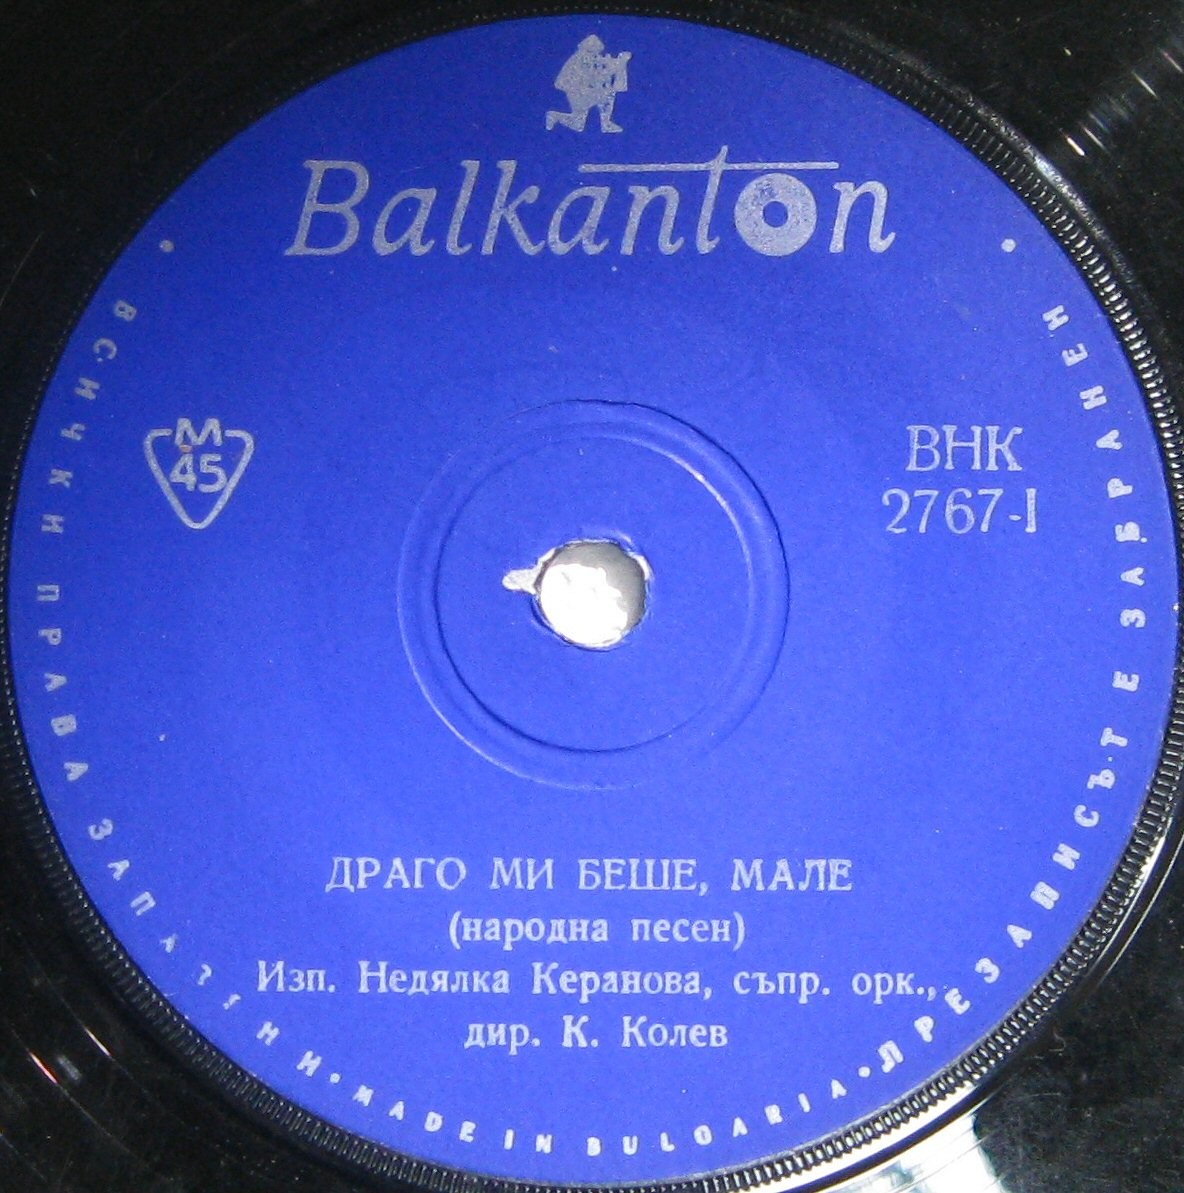 Balkanton
М
45
ВНК
2767-I
ДРАГО МИ БЕШЕ, МАЛЕ
(народна песен)
Изп. Недялка Керанова, съпр. орк.,
дир. К. Колев
ВСИЧКИ ПРАВА ЗАПАЗЕНИ • MADE IN BULGARIA • ПРЕЗАПИСЪТ Е ЗАБРАНЕН